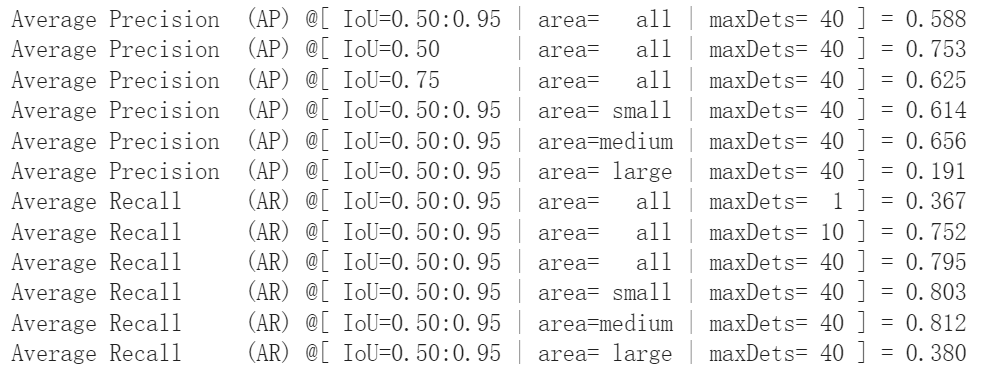 Average Precision  (AP) @[ IoU=0.50:0.95 | area=   all | maxDets= 40 ] = 0.588
Average Precision  (AP) @[ IoU=0.50      | area=   all | maxDets= 40 ] = 0.753
Average Precision  (AP) @[ IoU=0.75      | area=   all | maxDets= 40 ] = 0.625
Average Precision  (AP) @[ IoU=0.50:0.95 | area= small | maxDets= 40 ] = 0.614
Average Precision  (AP) @[ IoU=0.50:0.95 | area=medium | maxDets= 40 ] = 0.656
Average Precision  (AP) @[ IoU=0.50:0.95 | area= large | maxDets= 40 ] = 0.191
Average Recall     (AR) @[ IoU=0.50:0.95 | area=   all | maxDets=  1 ] = 0.367
Average Recall     (AR) @[ IoU=0.50:0.95 | area=   all | maxDets= 10 ] = 0.752
Average Recall     (AR) @[ IoU=0.50:0.95 | area=   all | maxDets= 40 ] = 0.795
Average Recall     (AR) @[ IoU=0.50:0.95 | area= small | maxDets= 40 ] = 0.803
Average Recall     (AR) @[ IoU=0.50:0.95 | area=medium | maxDets= 40 ] = 0.812
Average Recall     (AR) @[ IoU=0.50:0.95 | area= large | maxDets= 40 ] = 0.380